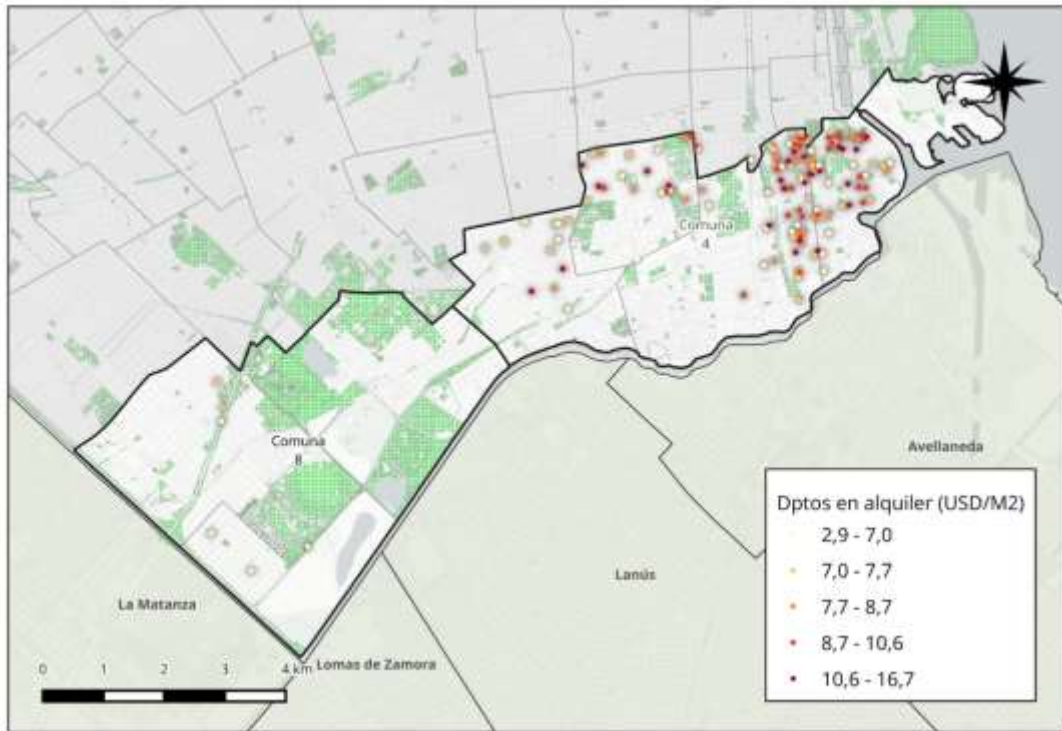 Comuna
4
Comuna
8
Avellaneda
Lanús
La Matanza
Lomas de Zamora
Dptos en alquiler (USD/M2)
2,9 - 7,0
7,0 - 7,7
7,7 - 8,7
8,7 - 10,6
10,6 - 16,7
0 1 2 3 4 km